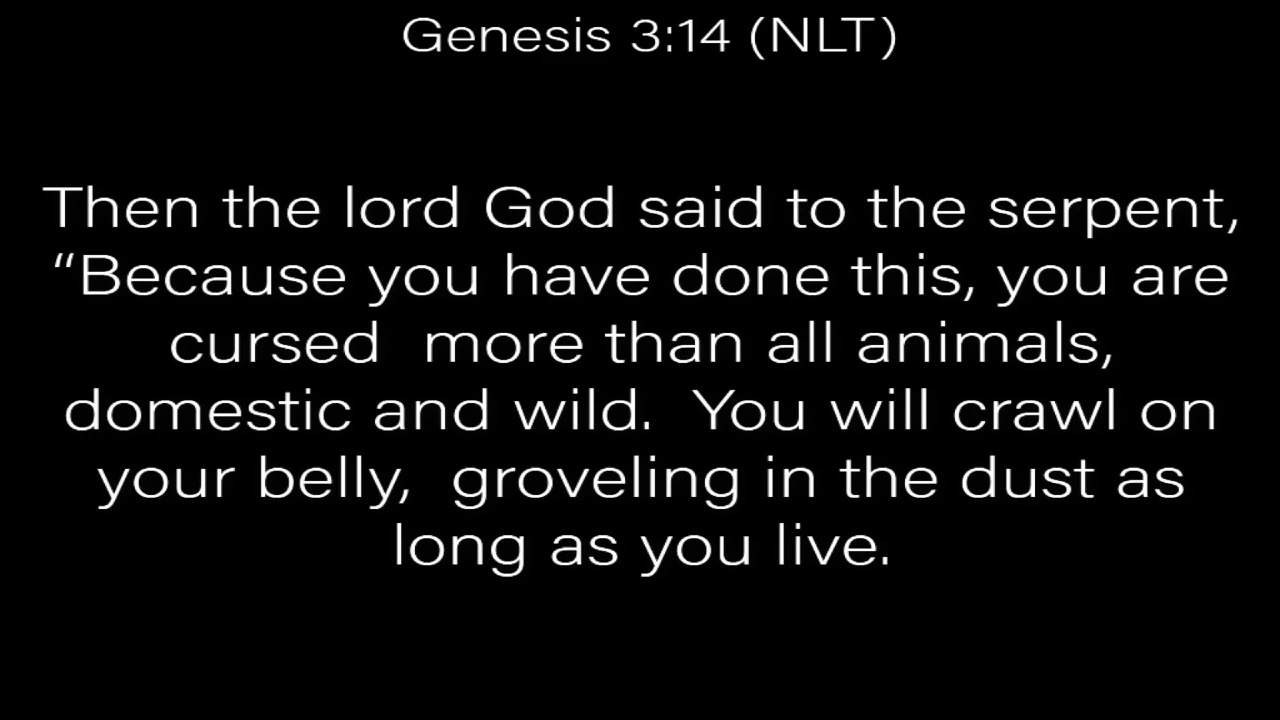 Genesis 3:14 (NLT)
Then the lord God said to the serpent,
“Because you have done this, you are
cursed  more than all animals,
domestic and wild.  You will crawl on
your belly,  groveling in the dust as
long as you live.